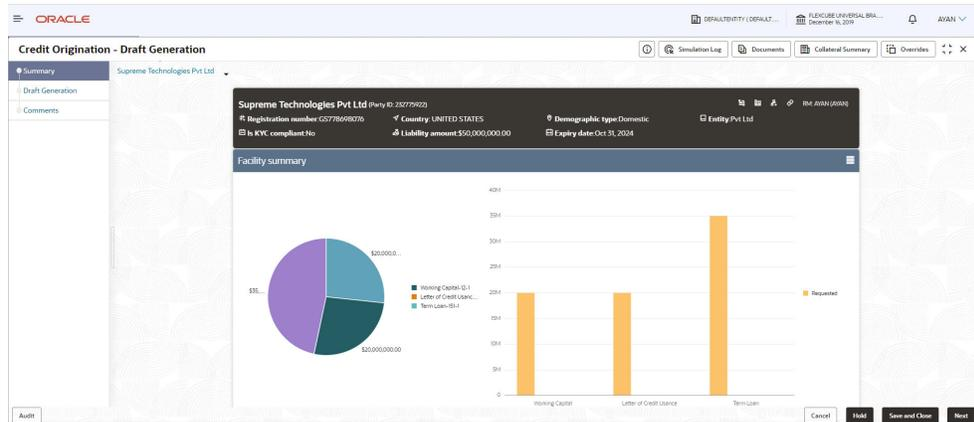 ORACLE
DEFAULTENTITY ( DEFAULT....
FLEXCUBE UNIVERSAL BRA....
December 16, 2019
AYAN
Credit Origination - Draft Generation
Simulation Log
Documents
Collateral Summary
Overrides
Summary
Draft Generation
Comments
Supreme Technologies Pvt Ltd
Supreme Technologies Pvt Ltd (Party ID: 232775922)
RM: AYAN (AYAN)
Registration number:GS778698076
Country: UNITED STATES
Demographic type:Domestic
Entity:Pvt Ltd
Is KYC compliant:No
Liability amount:$50,000,000.00
Expiry date:Oct 31, 2024
Facility summary
$20,000,0...
$35,...
$20,000,000.00
Working Capital-12-1
Letter of Credit Usanc...
Term Loan-151-1
40M
35M
30M
25M
20M
15M
10M
5M
0
Working Capital
Letter of Credit Usance
Term Loan
Requested
Audit
Cancel
Hold
Save and Close
Next